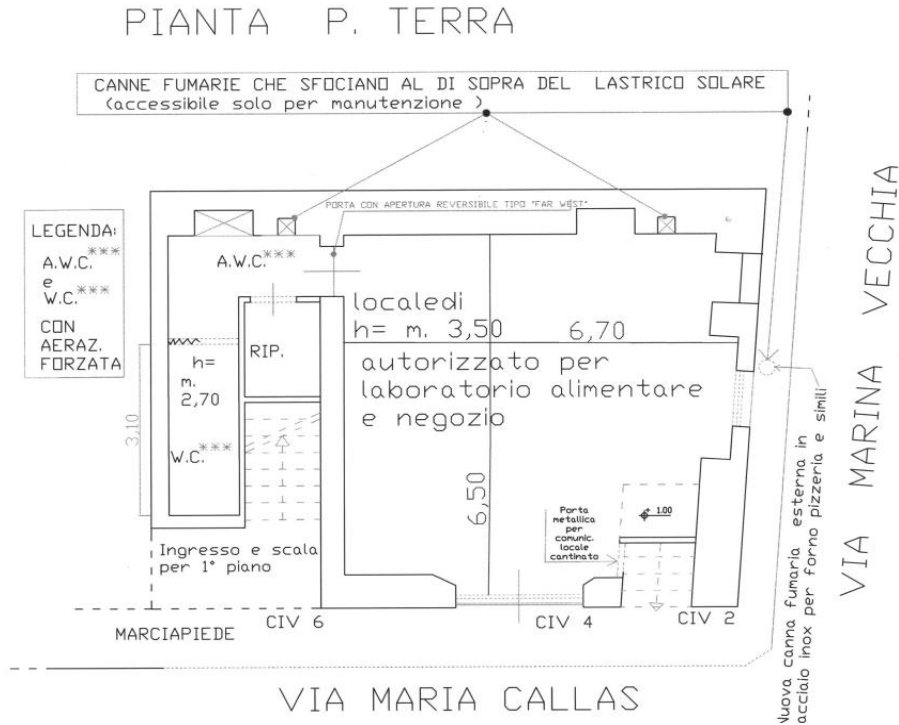 PIANTA P. TERRA
CANNE FUMARIE CHE SFOCIANO AL DI SOPRA DEL LASTRICO SOLARE
(accessibile solo per manutenzione )
PORTA CON APERTURA REVERSIBILE TIPO "FAR WEST"
LEGENDA:
A.W.C.***
e
W.C.***
CON
AERAZ.
FORZATA
A.W.C.***
RIP.
h=
m.
2,70
3,10
W.C.***
localedi
h= m. 3,50
6,70
autorizzato per
laboratorio alimentare
e negozio
6,50
Porta
metallica
per
comunic.
locale
cantinato
+ 1.00
Ingresso e scala
per 1° piano
MARCIAPIEDE
CIV 6
CIV 4
CIV 2
VIA MARIA CALLAS
Nuova canna fumaria esterna in
acciaio inox per forno pizzeria e simili
VIA MARINA VECCHIA